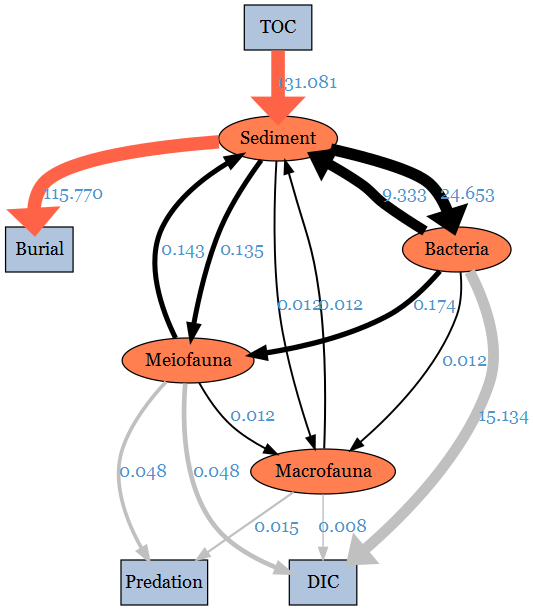 TOC
131.081
Sediment
115.770
9.333
24.653
Burial
0.143
0.135
Bacteria
0.012
0.012
0.174
Meiofauna
0.012
0.012
15.134
Macrofauna
0.048
0.048
0.015
0.008
Predation
DIC